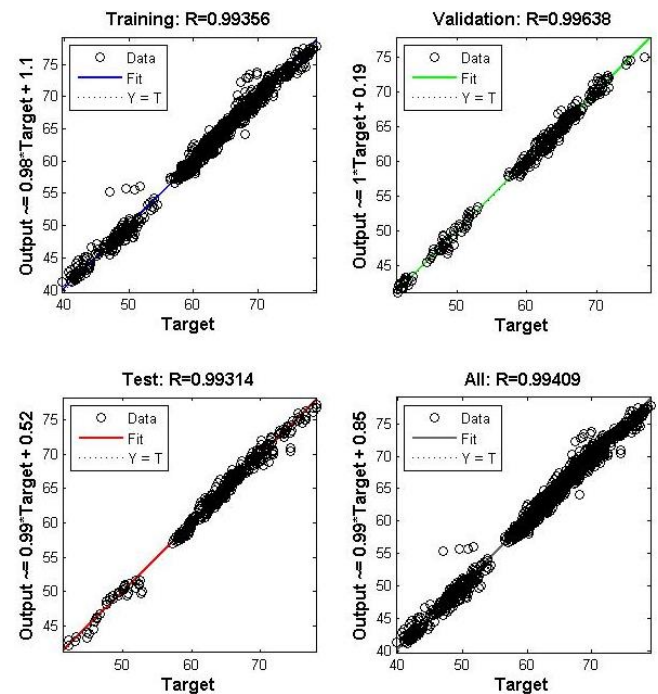 Training: R=0.99356
Output ~= 0.98*Target + 1.1
75
70
65
60
55
50
45
40
Data
Fit
Y = T
40
50
60
70
Target
Validation: R=0.99638
Output ~= 1*Target + 0.19
75
70
65
60
55
50
45
Data
Fit
Y = T
50
60
70
Target
Test: R=0.99314
Output ~= 0.99*Target + 0.52
75
70
65
60
55
50
45
Data
Fit
Y = T
50
60
70
Target
All: R=0.99409
Output ~= 0.99*Target + 0.85
75
70
65
60
55
50
45
40
Data
Fit
Y = T
40
50
60
70
Target